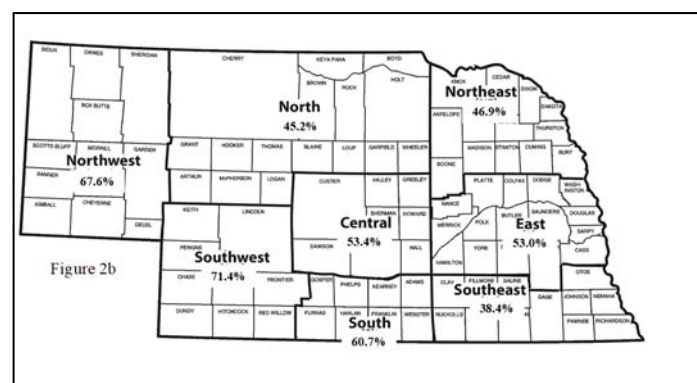 SIOUX DAWES SHERIDAN CHERRY KEYA PAHA BOYD
BROWN ROCK HOLT KNOX CEDAR DIXON
BOX BUTTE North Northeast DAKOTA
45.2% 46.9%
ANTELOPE THURSTON
SCOTTS BLUFF MORRILL GARDEN GRANT HOOKER THOMAS BLAINE LOUP GARFIELD WHEELER MADISON STANTON CUMING BURT
Northwest BOONE
BANNER 67.6% ARTHUR McPHERSON LOGAN CUSTER VALLEY GREELEY PLATTE COLFAX DODGE WASH-
INGTON
KIMBALL CHEYENNE NANCE
DEUEL KEITH LINCOLN SHERMAN HOWARD MERRICK POLK BUTLER SAUNDERS DOUGLAS
Central East SARPY
53.4% 53.0%
PERKINS DAWSON HALL YORK CASS
Southwest HAMILTON
Figure 2b 71.4% OTOE
CHASE FRONTIER GOSPER PHELPS KEARNEY ADAMS CLAY FILLMORE SALINE
Southeast GAGE JOHNSON NEMAHA
38.4%
DUNDY HITCHCOCK RED WILLOW FURNAS HARLAN FRANKLIN WEBSTER NUCKOLLS PAWNEE RICHARDSON
South
60.7%